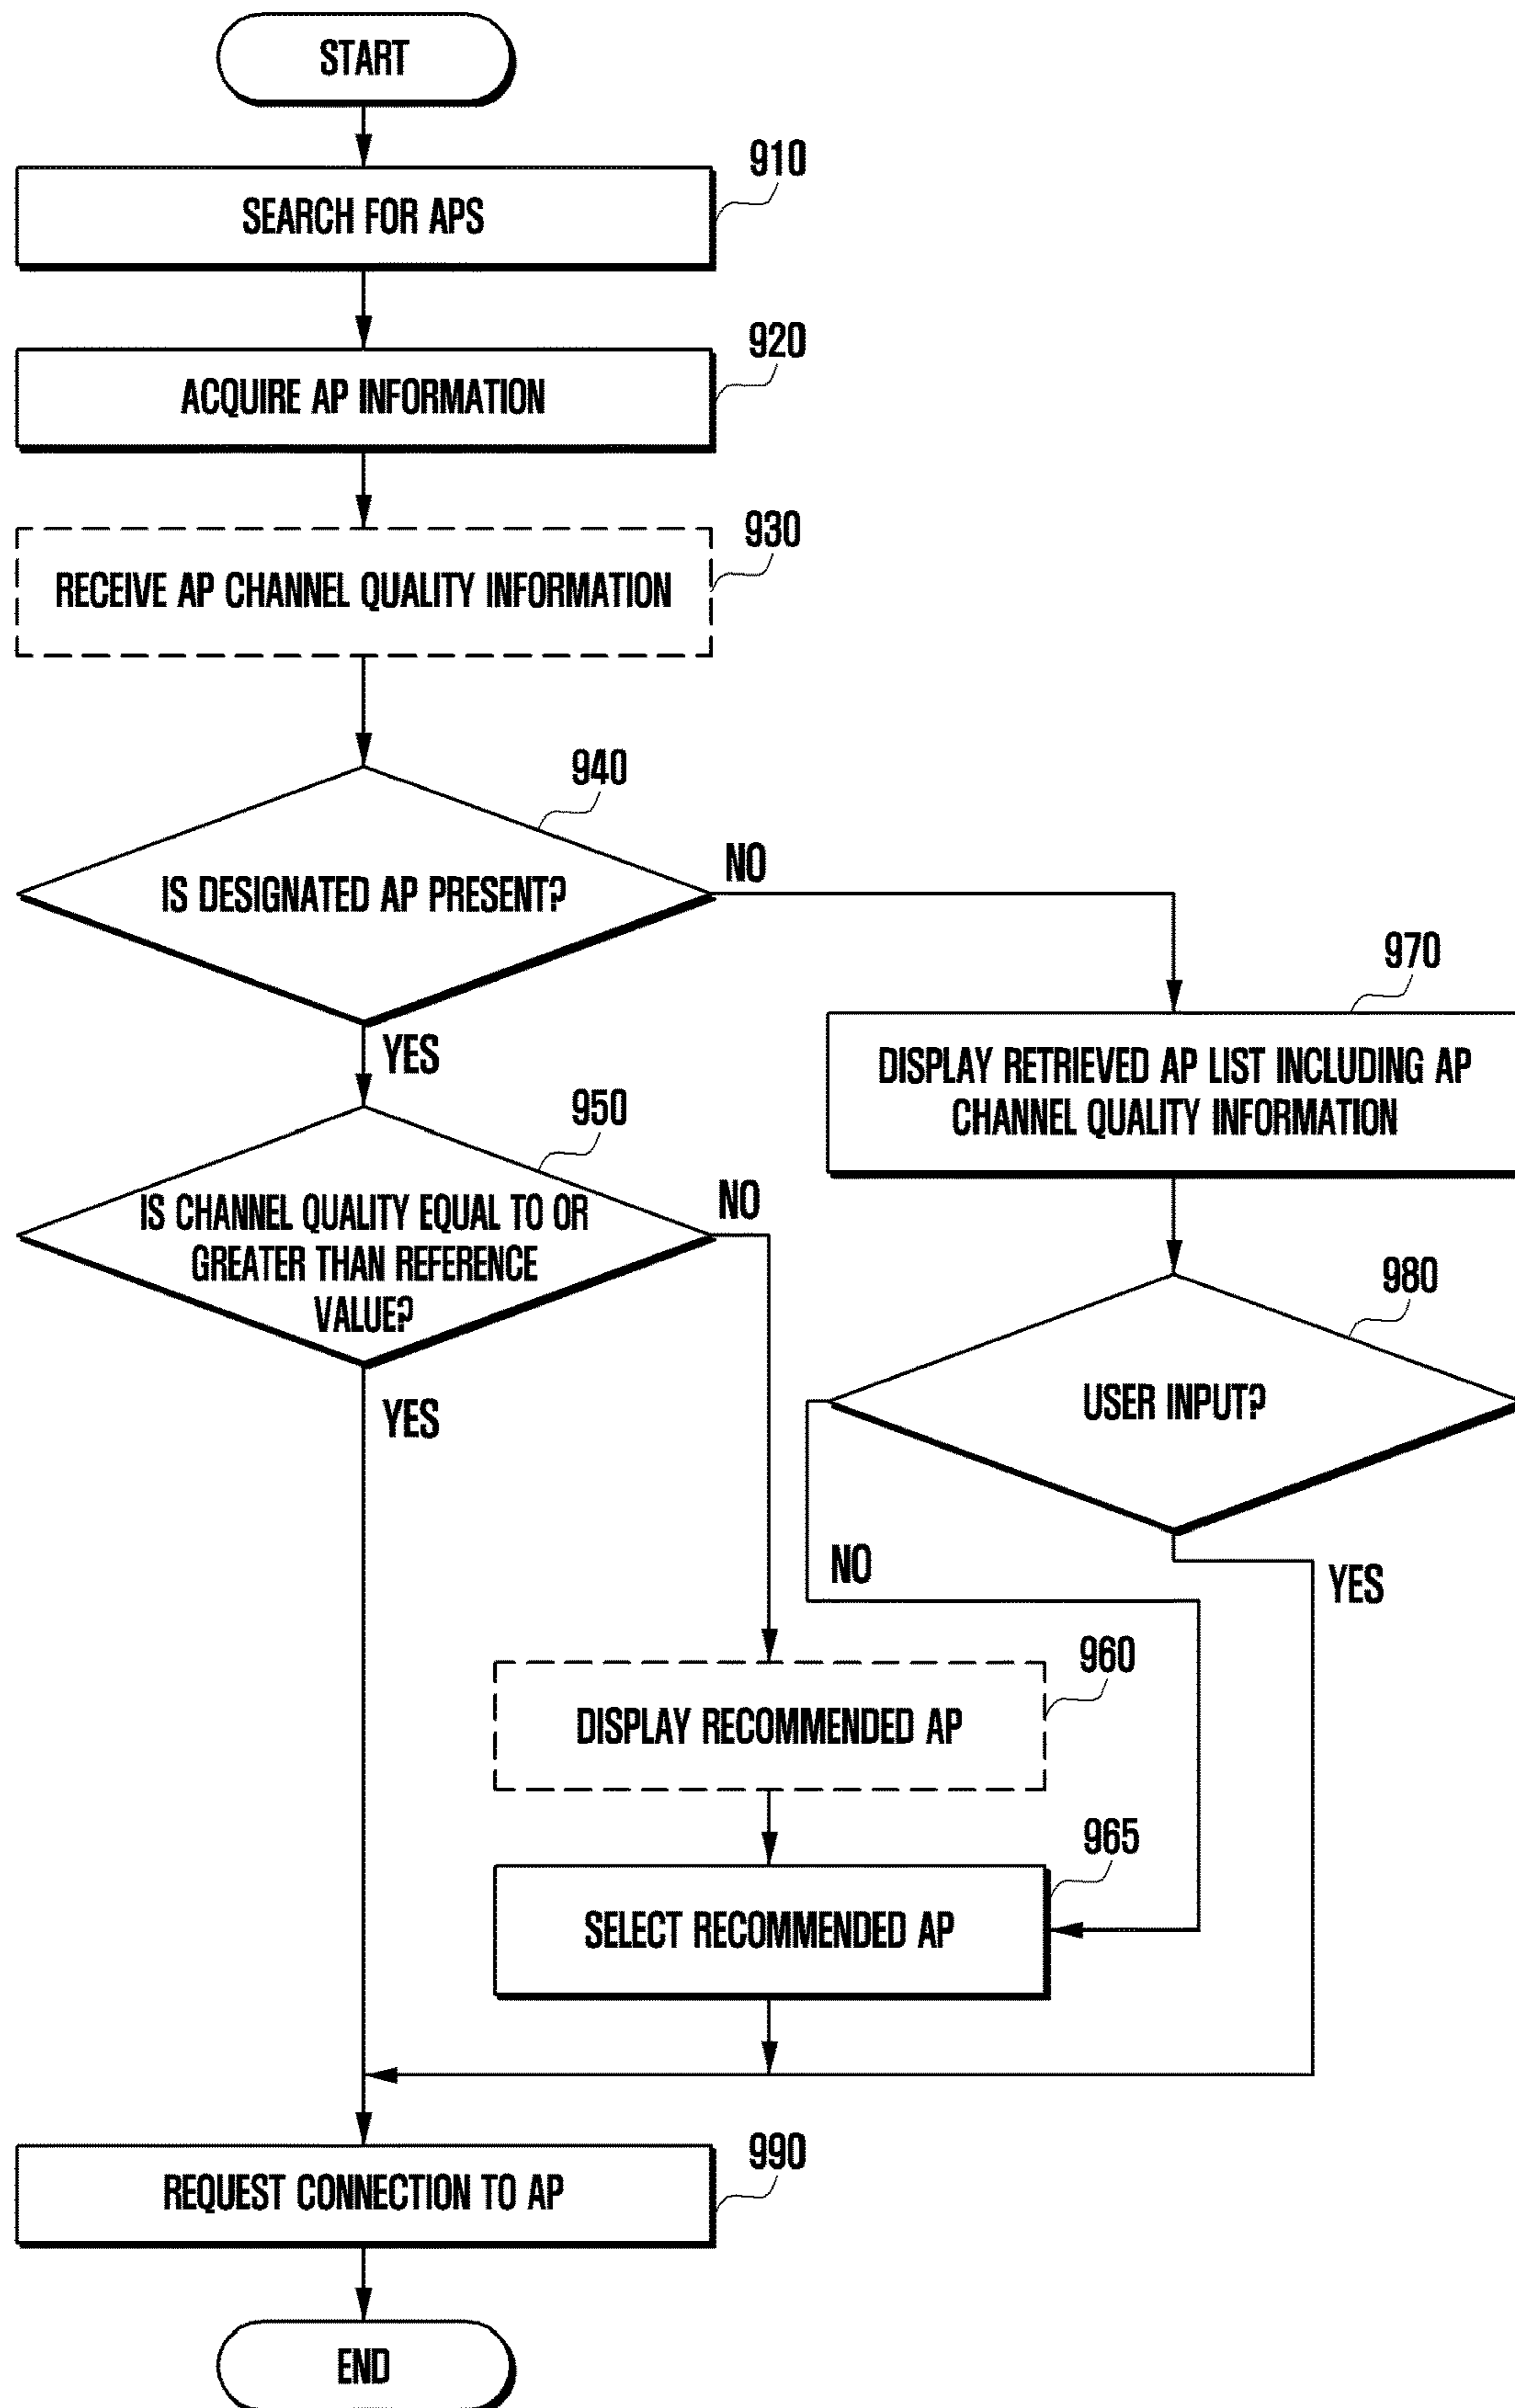 START
910
SEARCH FOR APS
920
ACQUIRE AP INFORMATION
930
RECEIVE AP CHANNEL QUALITY INFORMATION
940
IS DESIGNATED AP PRESENT?
NO
YES
970
DISPLAY RETRIEVED AP LIST INCLUDING AP
CHANNEL QUALITY INFORMATION
950
IS CHANNEL QUALITY EQUAL TO OR
GREATER THAN REFERENCE
VALUE?
NO
YES
980
USER INPUT?
NO
YES
960
DISPLAY RECOMMENDED AP
965
SELECT RECOMMENDED AP
990
REQUEST CONNECTION TO AP
END